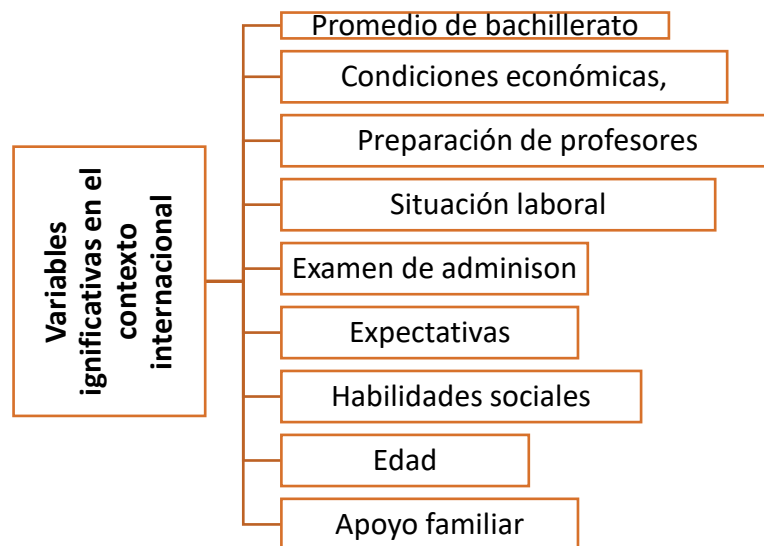 Variables
ignificativas en el
contexto
internacional
Promedio de bachillerato
Condiciones económicas,
Preparación de profesores
Situación laboral
Examen de adminison
Expectativas
Habilidades sociales
Edad
Apoyo familiar